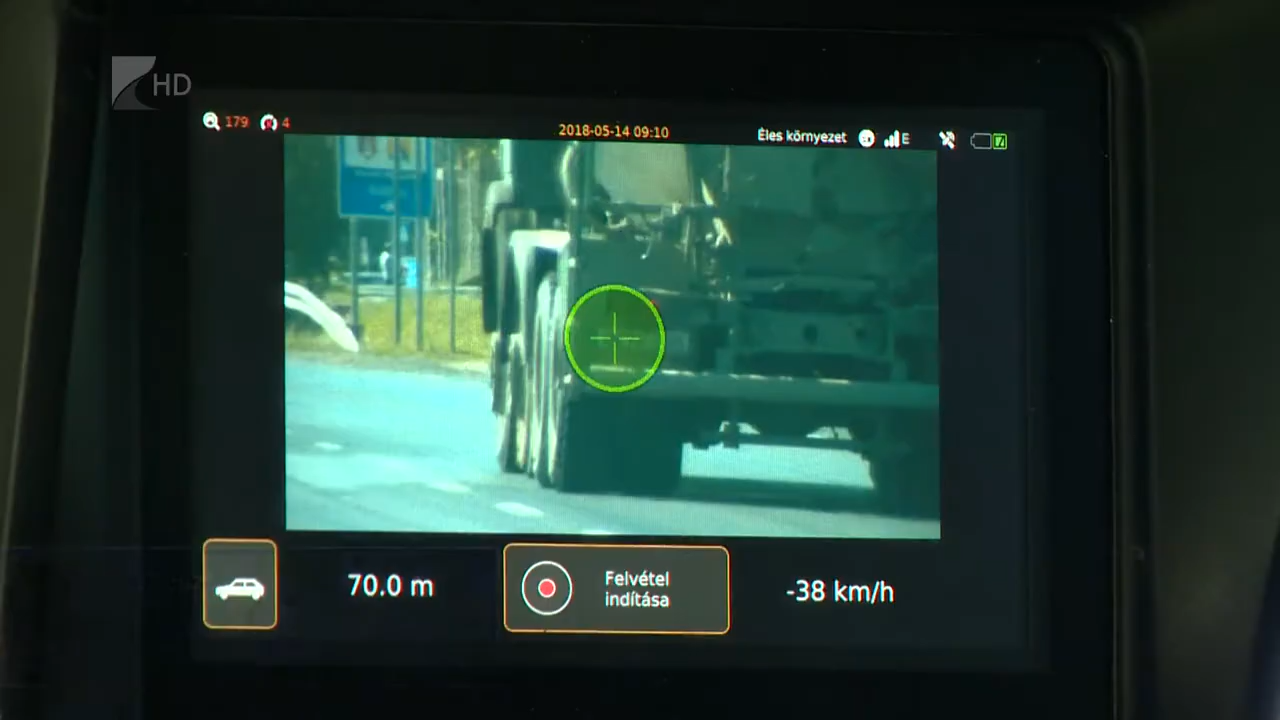 HD
179
4
2018-05-14 09:10
Éles környezet
E
70.0 m
Felvétel
indítása
-38 km/h